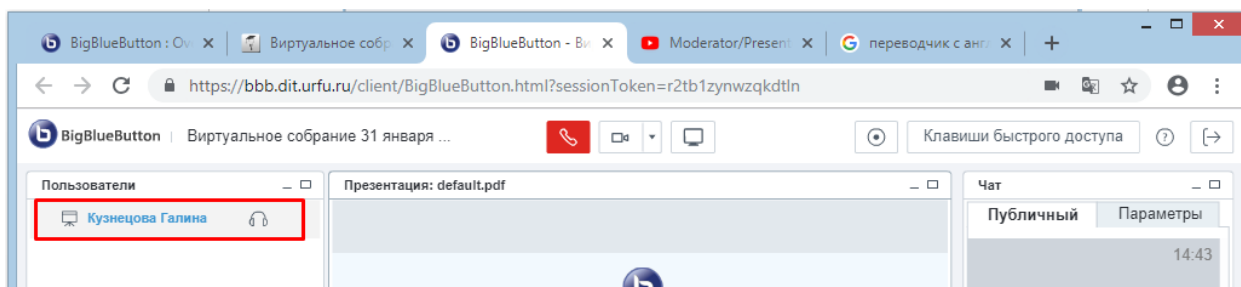 BigBlueButton : Ov
Виртуальное собр
BigBlueButton - Ви
Moderator/Present
переводчик с анг
https://bbb.dit.urfu.ru/client/BigBlueButton.html?sessionToken=r2tb1zynwzqkdtln
BigBlueButton Виртуальное собрание 31 января ... Клавиши быстрого доступа
Пользователи
Презентация: default.pdf
Чат
Кузнецова Галина
Публичный Параметры
14:43